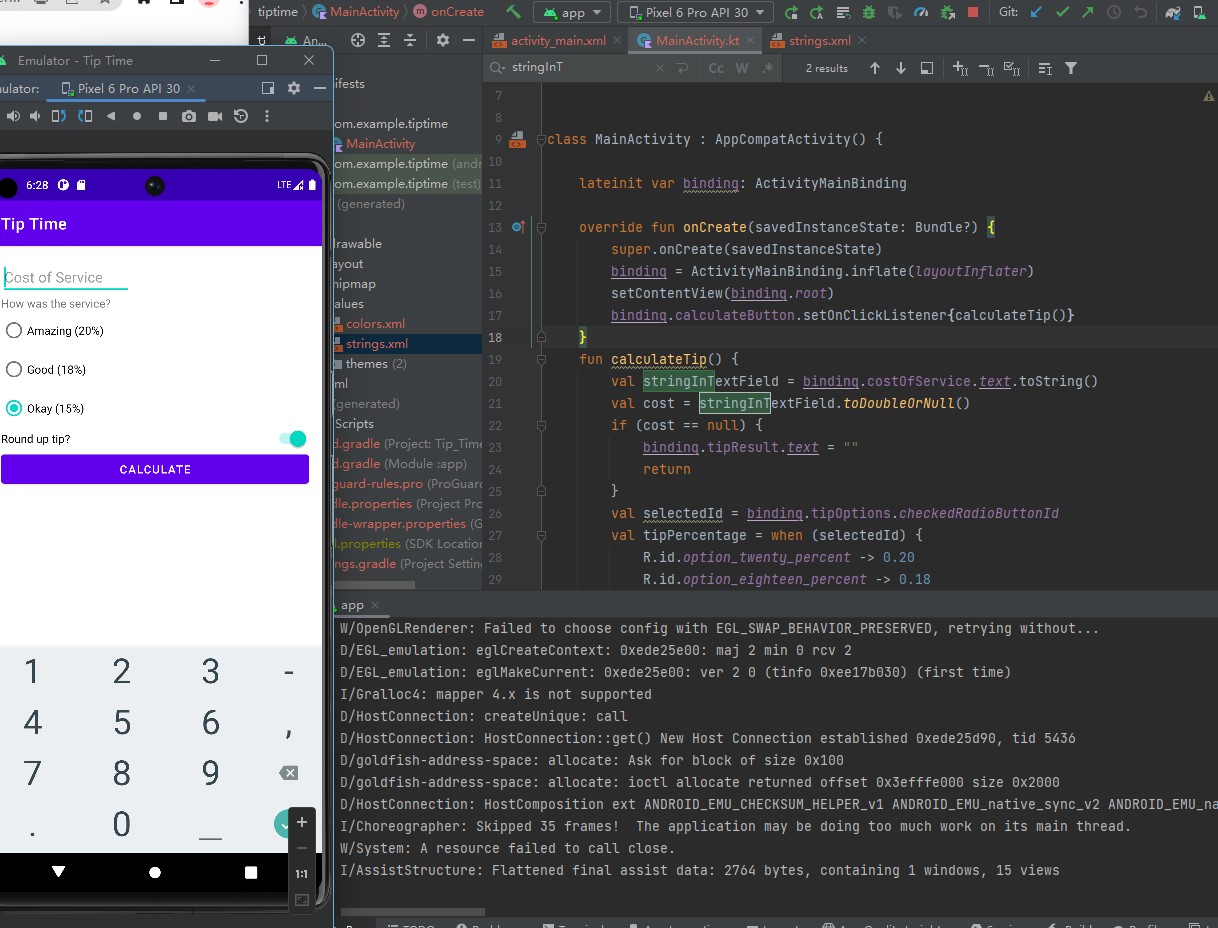 tiptime
MainActivity
onCreate
app
Pixel 6 Pro API 30
Git:
An...
activity_main.xml
MainActivity.kt
strings.xml
Emulator - Tip Time
ulator:
Pixel 6 Pro API 30
stringInT
Cc
W
.*
2 results
ifests
om.example.tiptime
MainActivity
om.example.tiptime (andr
om.example.tiptime (test)
(generated)
rawable
ayout
nipmap
alues
colors.xml
strings.xml
themes (2)
ml
generated)
Scripts
d.gradle (Project: Tip_Time
d.gradle (Module :app)
guard-rules.pro (ProGuard
dle.properties (Project Pro
dle-wrapper.properties (G
l.properties (SDK Location
ngs.gradle (Project Setting
7
8
9 class MainActivity : AppCompatActivity() {
10
11 lateinit var binding: ActivityMainBinding
12
13 override fun onCreate(savedInstanceState: Bundle?) {
14 super.onCreate(savedInstanceState)
15 binding = ActivityMainBinding.inflate(layoutInflater)
16 setContentView(binding.root)
17 binding.calculateButton.setOnClickListener{calculateTip()}
18 }
19 fun calculateTip() {
20 val stringInTextField = binding.costOfService.text.toString()
21 val cost = stringInTextField.toDoubleOrNull()
22 if (cost == null) {
23 binding.tipResult.text = ""
24 return
25 }
26 val selectedId = binding.tipOptions.checkedRadioButtonId
27 val tipPercentage = when (selectedId) {
28 R.id.option_twenty_percent -> 0.20
29 R.id.option_eighteen_percent -> 0.18
6:28
LTE
Tip Time
Cost of Service
How was the service?
Amazing (20%)
Good (18%)
Okay (15%)
Round up tip?
CALCULATE
1 2 3 -
4 5 6 ,
7 8 9
. 0 _
1:1
app
W/OpenGLRenderer: Failed to choose config with EGL_SWAP_BEHAVIOR_PRESERVED, retrying without...
D/EGL_emulation: eglCreateContext: 0xede25e00: maj 2 min 0 rcv 2
D/EGL_emulation: eglMakeCurrent: 0xede25e00: ver 2 0 (tinfo 0xee17b030) (first time)
I/Gralloc4: mapper 4.x is not supported
D/HostConnection: createUnique: call
D/HostConnection: HostConnection::get() New Host Connection established 0xede25d90, tid 5436
D/goldfish-address-space: allocate: Ask for block of size 0x100
D/goldfish-address-space: allocate: ioctl allocate returned offset 0x3efffe000 size 0x2000
D/HostConnection: HostComposition ext ANDROID_EMU_CHECKSUM_HELPER_v1 ANDROID_EMU_native_sync_v2 ANDROID_EMU_na
I/Choreographer: Skipped 35 frames!  The application may be doing too much work on its main thread.
W/System: A resource failed to call close.
I/AssistStructure: Flattened final assist data: 2764 bytes, containing 1 windows, 15 views